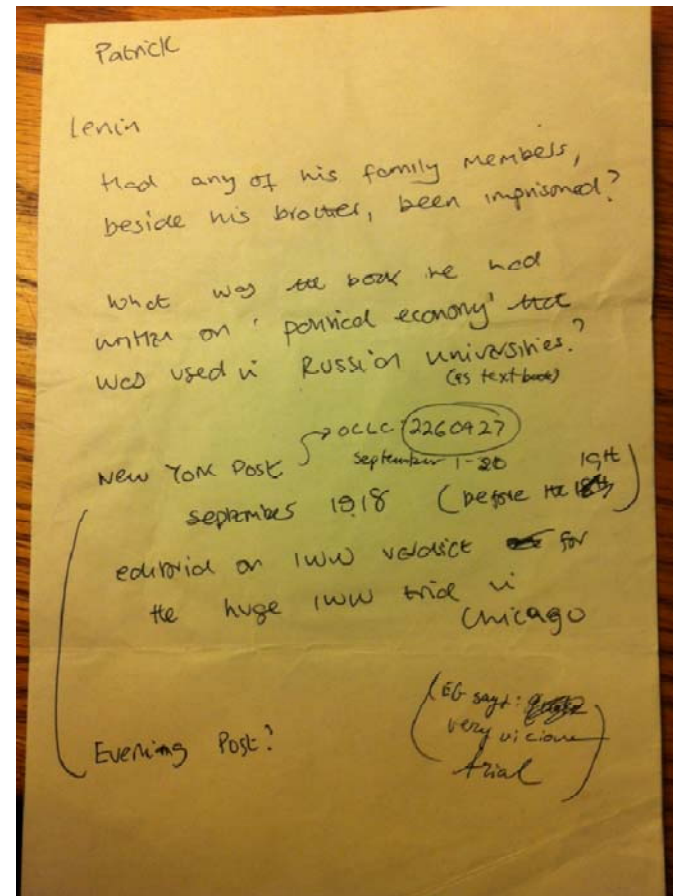 Patrick
Lenin
Had any of his family members,
beside his brother, been imprisoned?
What was the book he had
written on 'political economy' that
was used in Russian universities?
(as text book)
OCLC: 2260427
New York Post September 1-20
September 1918 (before the 19th)
editorial on IWW verdict for
the huge IWW trial in
Chicago
(EG says:
very vicious
Evening Post? trial)